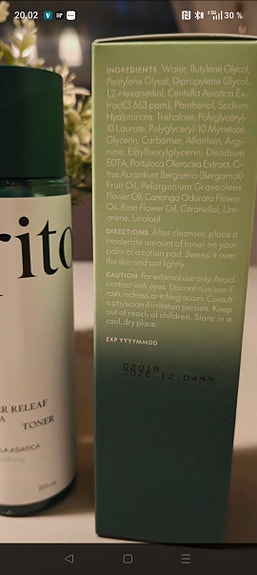 20.02
30 %
INGREDIENTS Water, Butylene Glycol,
Pentylene Glycol, Dipropylene Glycol,
1,2-Hexanediol, Centella Asiatica Ex-
tract(3,663 ppm), Panthenol, Sodium
Hyaluronate, Trehalose, Polyglyceryl-
10 Laurate, Polyglyceryl-10 Myristate,
Glycerin, Carbomer, Allantoin, Argi-
nine, Ethylhexylglycerin, Disodium
EDTA, Portulaca Oleracea Extract, Ci-
trus Aurantium Bergamia (Bergamot)
Fruit Oil, Pelargonium Graveolens
Flower Oil, Cananga Odorata Flower
Oil, Rose Flower Oil, Citronellol, Lim-
onene, Linalool
DIRECTIONS After cleanser, place a
moderate amount of toner on your
palm or a cotton pad. Sweep it over
the skin and pat lightly.
CAUTION For external use only. Avoid
contact with eyes. Discontinue use if
rash, redness, or itching occurs. Consult
a physician if irritation persists. Keep
out of reach of children. Store in a
cool, dry place.
EXP YYYYMMDD
rito
ER RELEAF
TONER
LA ASIATICA
200 ml